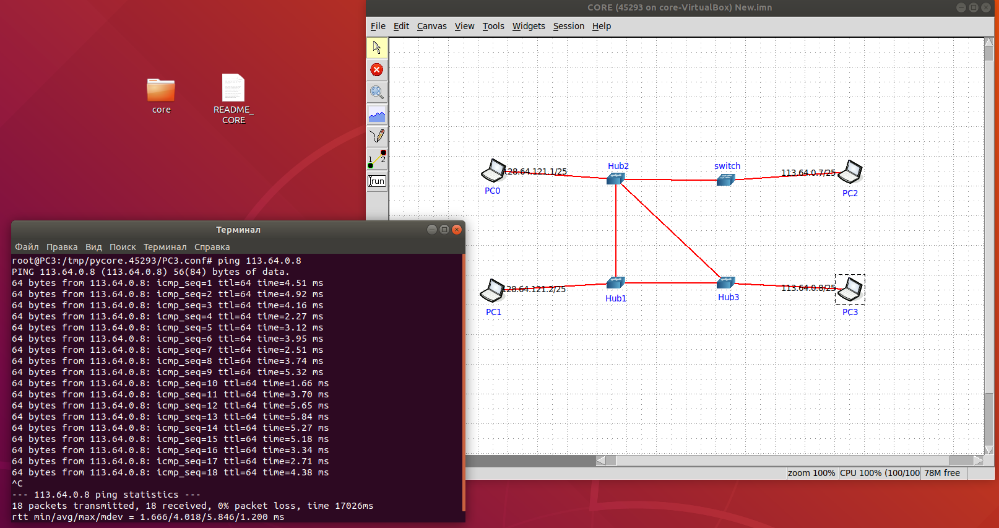 CORE (45293 on core-VirtualBox) New.imn
File Edit Canvas View Tools Widgets Session Help
core
README_
CORE
1 2
run
28.64.121.1/25
PC0
Hub2
switch
113.64.0.7/25
PC2
28.64.121.2/25
PC1
Hub1
Hub3
113.64.0.8/25
PC3
zoom 100% CPU 100% (100/100 78M free
Терминал
Файл Правка Вид Поиск Терминал Справка
root@PC3:/tmp/pycore.45293/PC3.conf# ping 113.64.0.8
PING 113.64.0.8 (113.64.0.8) 56(84) bytes of data.
64 bytes from 113.64.0.8: icmp_seq=1 ttl=64 time=4.51 ms
64 bytes from 113.64.0.8: icmp_seq=2 ttl=64 time=4.92 ms
64 bytes from 113.64.0.8: icmp_seq=3 ttl=64 time=4.16 ms
64 bytes from 113.64.0.8: icmp_seq=4 ttl=64 time=2.27 ms
64 bytes from 113.64.0.8: icmp_seq=5 ttl=64 time=3.12 ms
64 bytes from 113.64.0.8: icmp_seq=6 ttl=64 time=3.95 ms
64 bytes from 113.64.0.8: icmp_seq=7 ttl=64 time=2.51 ms
64 bytes from 113.64.0.8: icmp_seq=8 ttl=64 time=3.74 ms
64 bytes from 113.64.0.8: icmp_seq=9 ttl=64 time=5.32 ms
64 bytes from 113.64.0.8: icmp_seq=10 ttl=64 time=1.66 ms
64 bytes from 113.64.0.8: icmp_seq=11 ttl=64 time=3.70 ms
64 bytes from 113.64.0.8: icmp_seq=12 ttl=64 time=5.65 ms
64 bytes from 113.64.0.8: icmp_seq=13 ttl=64 time=5.84 ms
64 bytes from 113.64.0.8: icmp_seq=14 ttl=64 time=5.27 ms
64 bytes from 113.64.0.8: icmp_seq=15 ttl=64 time=5.18 ms
64 bytes from 113.64.0.8: icmp_seq=16 ttl=64 time=3.34 ms
64 bytes from 113.64.0.8: icmp_seq=17 ttl=64 time=2.71 ms
64 bytes from 113.64.0.8: icmp_seq=18 ttl=64 time=4.38 ms
^C
--- 113.64.0.8 ping statistics ---
18 packets transmitted, 18 received, 0% packet loss, time 17026ms
rtt min/avg/max/mdev = 1.666/4.018/5.846/1.200 ms